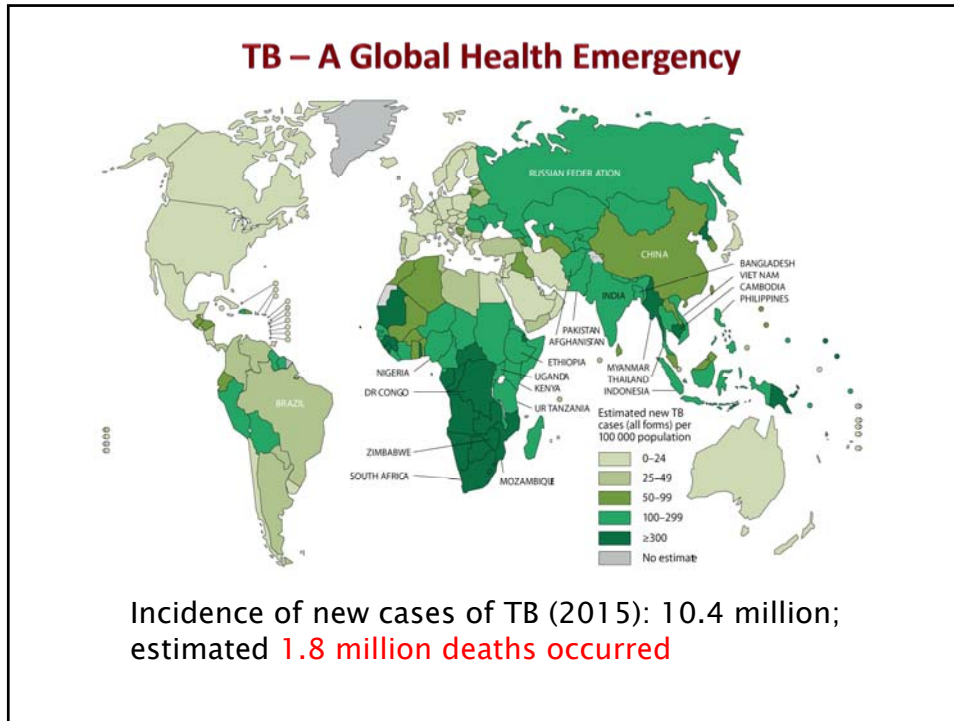 TB – A Global Health Emergency
RUSSIAN FEDERATION
CHINA
BANGLADESH
VIET NAM
CAMBODIA
PHILIPPINES
INDIA
PAKISTAN
AFGHANISTAN
ETHIOPIA
UGANDA
KENYA
UR TANZANIA
MYANMAR
THAILAND
INDONESIA
NIGERIA
DR CONGO
BRAZIL
ZIMBABWE
SOUTH AFRICA
MOZAMBIQUE
Estimated new TB
cases (all forms) per
100 000 population
0–24
25–49
50–99
100–299
≥300
No estimate
Incidence of new cases of TB (2015): 10.4 million;
estimated 1.8 million deaths occurred